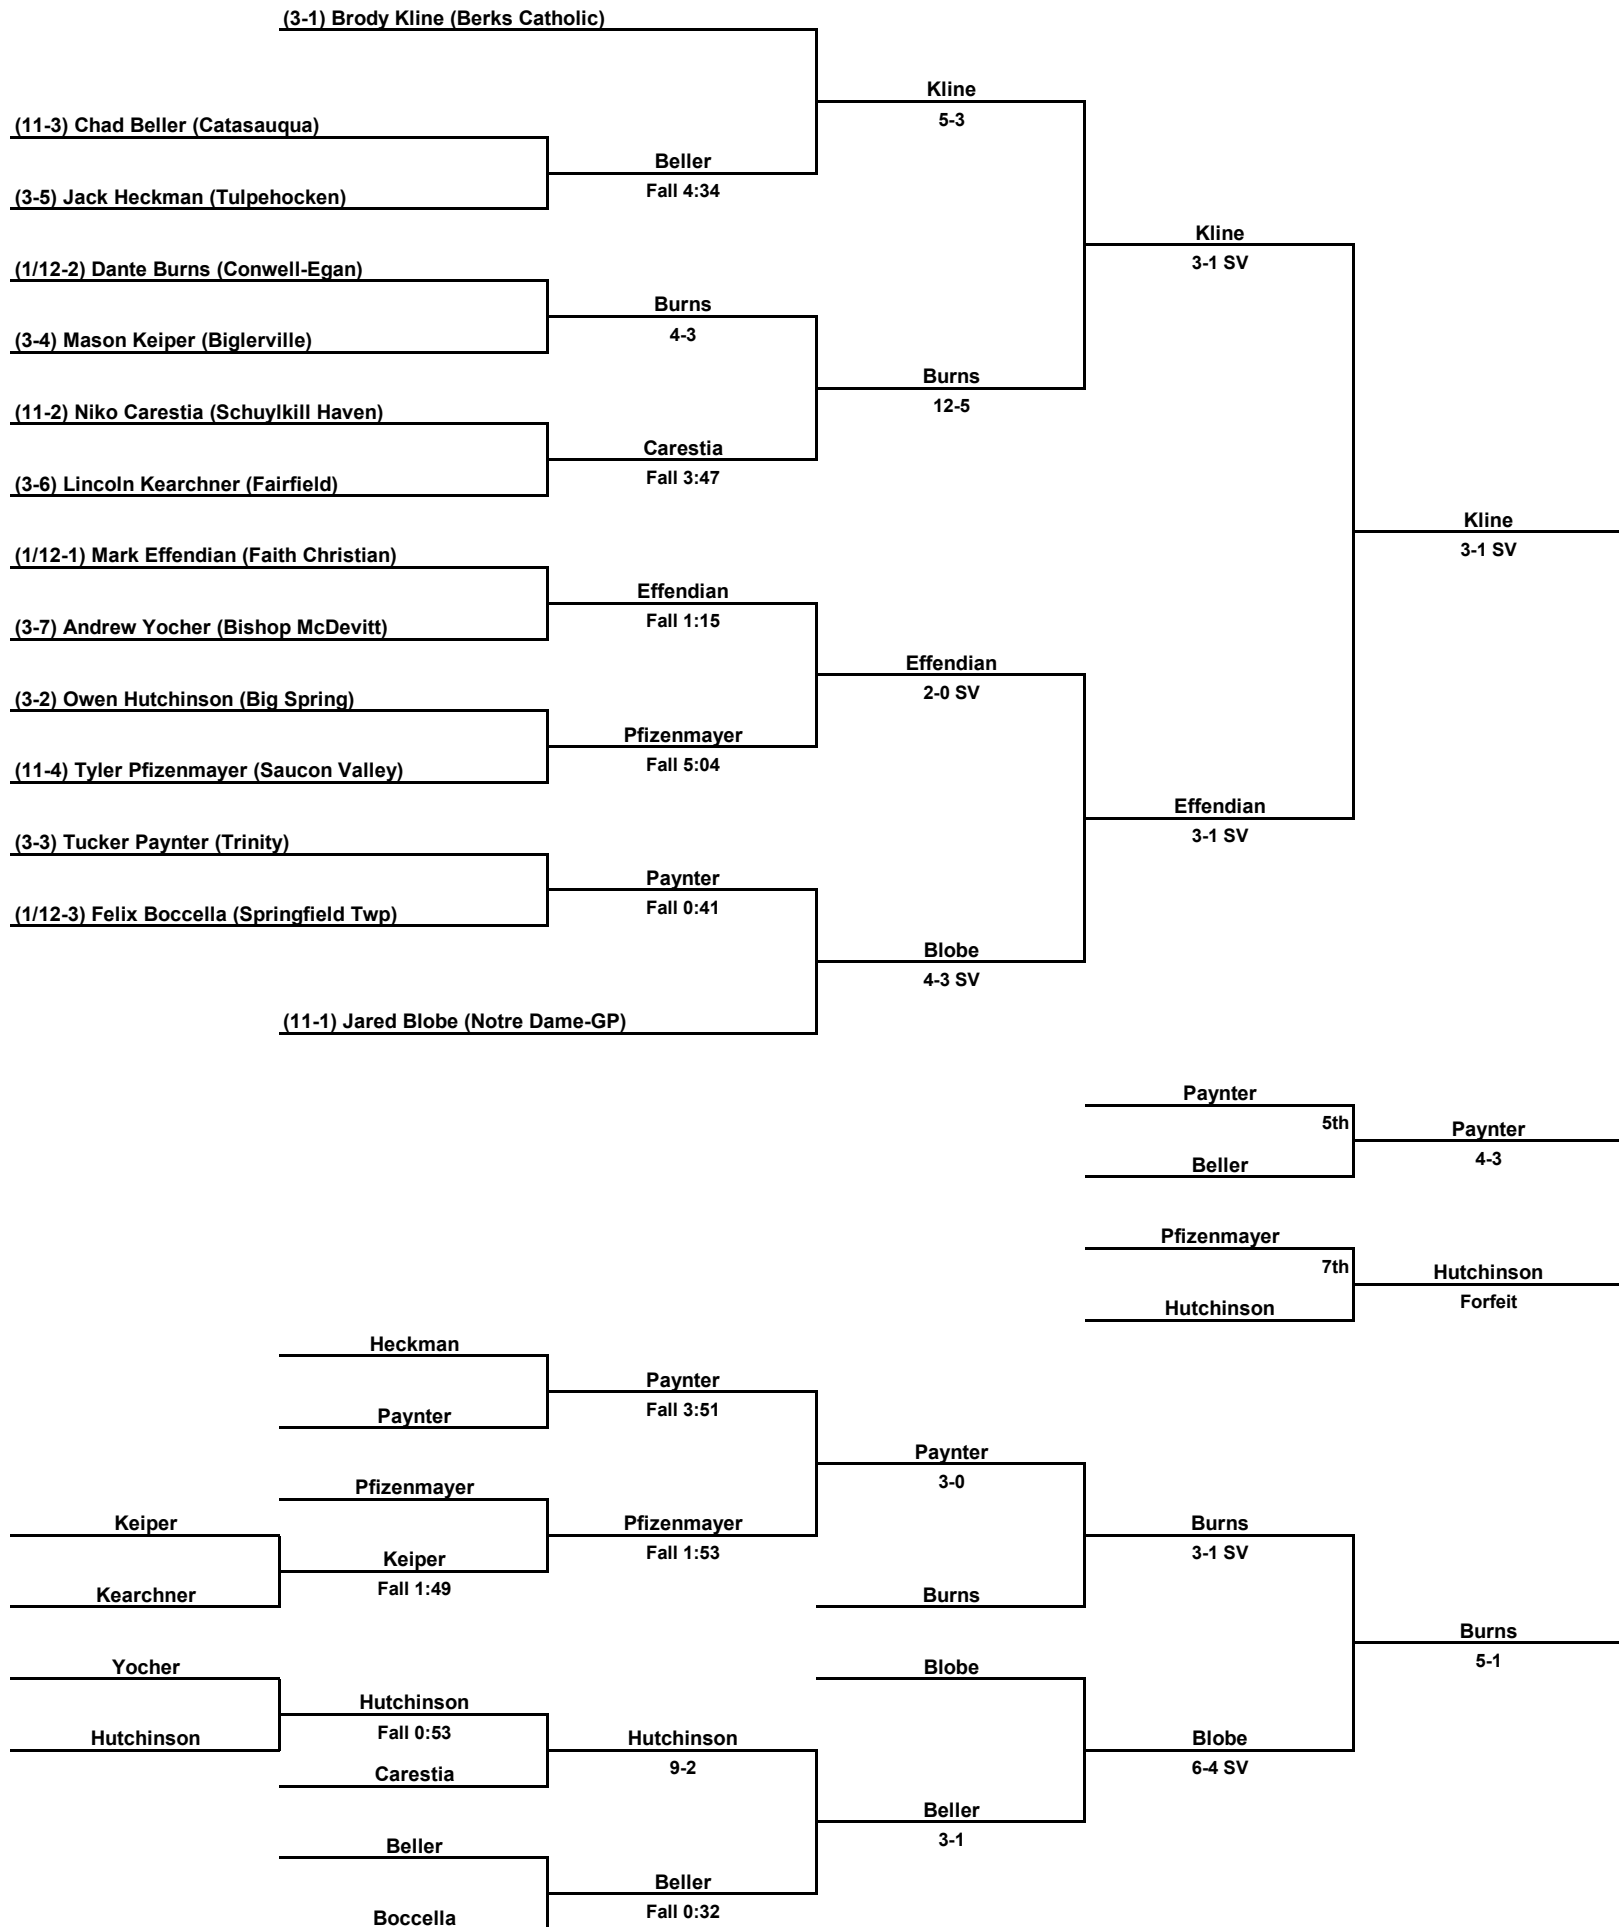 (3-1) Brody Kline (Berks Catholic)
Kline
5-3
(11-3) Chad Beller (Catasauqua)
Beller
Fall 4:34
(3-5) Jack Heckman (Tulpehocken)
Kline
3-1 SV
(1/12-2) Dante Burns (Conwell-Egan)
Burns
4-3
(3-4) Mason Keiper (Biglerville)
Burns
12-5
(11-2) Niko Carestia (Schuylkill Haven)
Carestia
Fall 3:47
(3-6) Lincoln Kearchner (Fairfield)
Kline
3-1 SV
(1/12-1) Mark Effendian (Faith Christian)
Effendian
Fall 1:15
(3-7) Andrew Yocher (Bishop McDevitt)
Effendian
2-0 SV
(3-2) Owen Hutchinson (Big Spring)
Pfizenmayer
Fall 5:04
(11-4) Tyler Pfizenmayer (Saucon Valley)
Effendian
3-1 SV
(3-3) Tucker Paynter (Trinity)
Paynter
Fall 0:41
(1/12-3) Felix Boccella (Springfield Twp)
Blobe
4-3 SV
(11-1) Jared Blobe (Notre Dame-GP)
Paynter
5th
Paynter
4-3
Beller
Pfizenmayer
7th
Hutchinson
Forfeit
Hutchinson
Heckman
Paynter
Fall 3:51
Paynter
Paynter
3-0
Pfizenmayer
Keiper
Pfizenmayer
Fall 1:53
Burns
3-1 SV
Keiper
Fall 1:49
Kearchner
Burns
Burns
5-1
Yocher
Blobe
Hutchinson
Fall 0:53
Hutchinson
Hutchinson
9-2
Blobe
6-4 SV
Carestia
Beller
3-1
Beller
Beller
Fall 0:32
Boccella